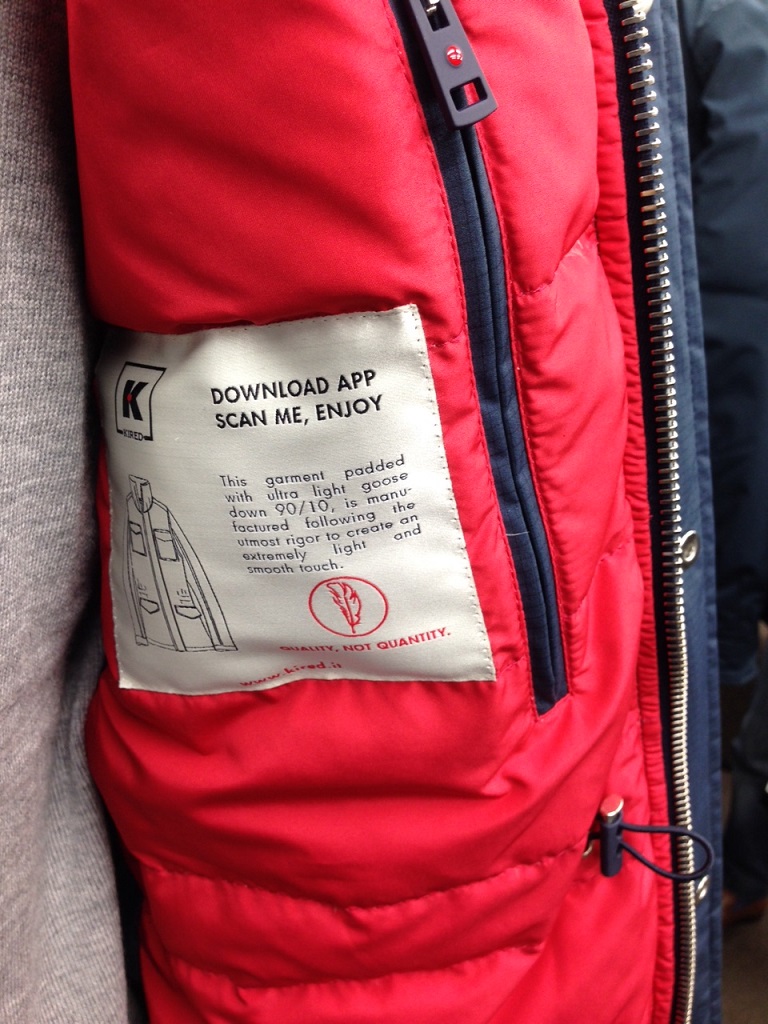 K
KIRED
DOWNLOAD APP
SCAN ME, ENJOY
This garment padded
with ultra light goose
down 90/10, is manu-
factured following the
utmost rigor to create an
extremely light and
smooth touch.
QUALITY, NOT QUANTITY.
www.kired.it